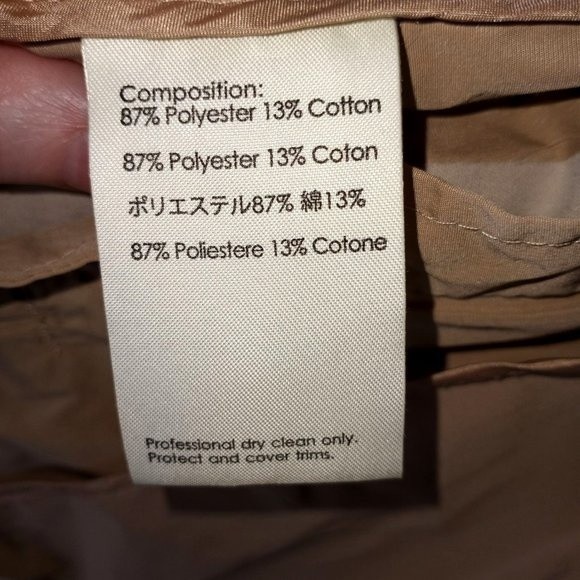 Composition:
87% Polyester 13% Cotton
87% Polyester 13% Coton
ポリエステル87% 綿13%
87% Poliestere 13% Cotone
Professional dry clean only.
Protect and cover trims.